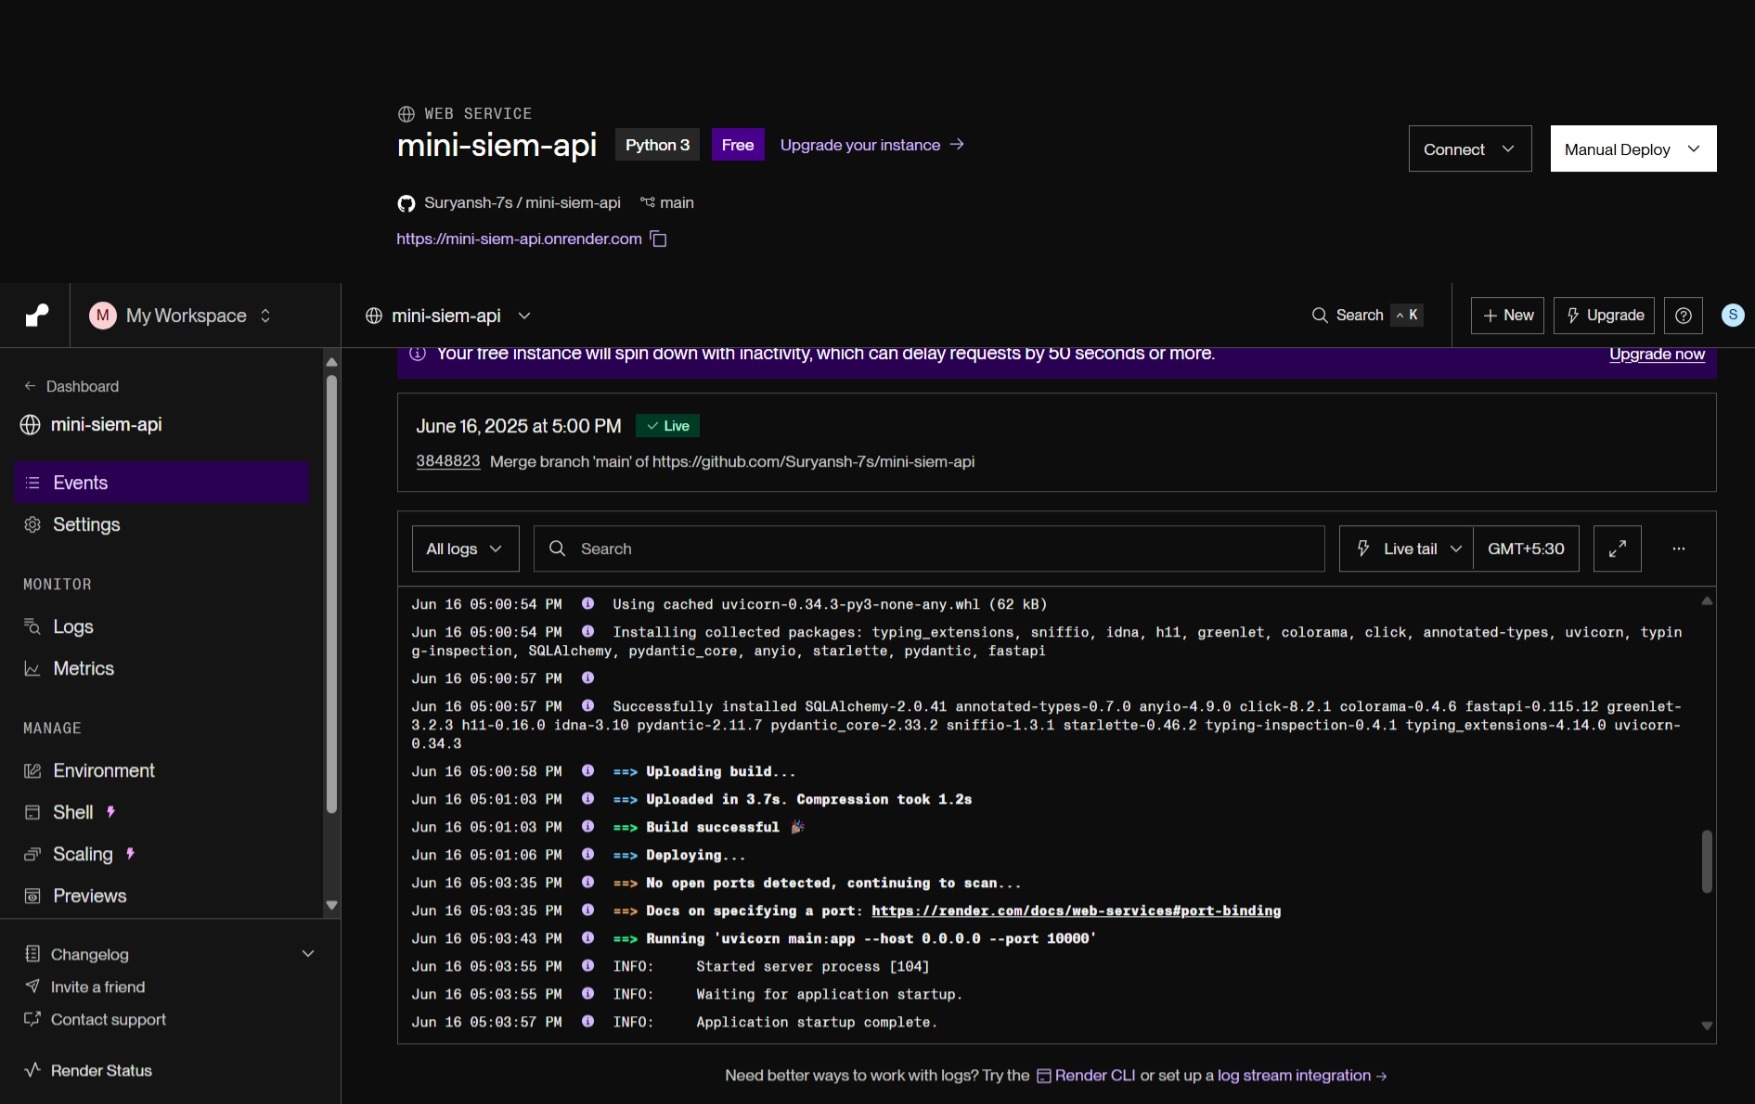 WEB SERVICE
mini-siem-api Python 3 Free Upgrade your instance →
Connect Manual Deploy
Suryansh-7s / mini-siem-api main
https://mini-siem-api.onrender.com
M My Workspace
mini-siem-api
Search ^ K
+ New Upgrade S
Your free instance will spin down with inactivity, which can delay requests by 50 seconds or more. Upgrade now
← Dashboard
mini-siem-api
Events
Settings
MONITOR
Logs
Metrics
MANAGE
Environment
Shell
Scaling
Previews
Changelog
Invite a friend
Contact support
Render Status
June 16, 2025 at 5:00 PM ✓ Live
3848823 Merge branch 'main' of https://github.com/Suryansh-7s/mini-siem-api
All logs Search Live tail GMT+5:30 ...
Jun 16 05:00:54 PM Using cached uvicorn-0.34.3-py3-none-any.whl (62 kB)
Jun 16 05:00:54 PM Installing collected packages: typing_extensions, sniffio, idna, h11, greenlet, colorama, click, annotated-types, uvicorn, typin
g-inspection, SQLAlchemy, pydantic_core, anyio, starlette, pydantic, fastapi
Jun 16 05:00:57 PM
Jun 16 05:00:57 PM Successfully installed SQLAlchemy-2.0.41 annotated-types-0.7.0 anyio-4.9.0 click-8.2.1 colorama-0.4.6 fastapi-0.115.12 greenlet-
3.2.3 h11-0.16.0 idna-3.10 pydantic-2.11.7 pydantic_core-2.33.2 sniffio-1.3.1 starlette-0.46.2 typing-inspection-0.4.1 typing_extensions-4.14.0 uvicorn-
0.34.3
Jun 16 05:00:58 PM ==> Uploading build...
Jun 16 05:01:03 PM ==> Uploaded in 3.7s. Compression took 1.2s
Jun 16 05:01:03 PM ==> Build successful 🎉
Jun 16 05:01:06 PM ==> Deploying...
Jun 16 05:03:35 PM ==> No open ports detected, continuing to scan...
Jun 16 05:03:35 PM ==> Docs on specifying a port: https://render.com/docs/web-services#port-binding
Jun 16 05:03:43 PM ==> Running 'uvicorn main:app --host 0.0.0.0 --port 10000'
Jun 16 05:03:55 PM INFO: Started server process [104]
Jun 16 05:03:55 PM INFO: Waiting for application startup.
Jun 16 05:03:57 PM INFO: Application startup complete.
Need better ways to work with logs? Try the Render CLI or set up a log stream integration →